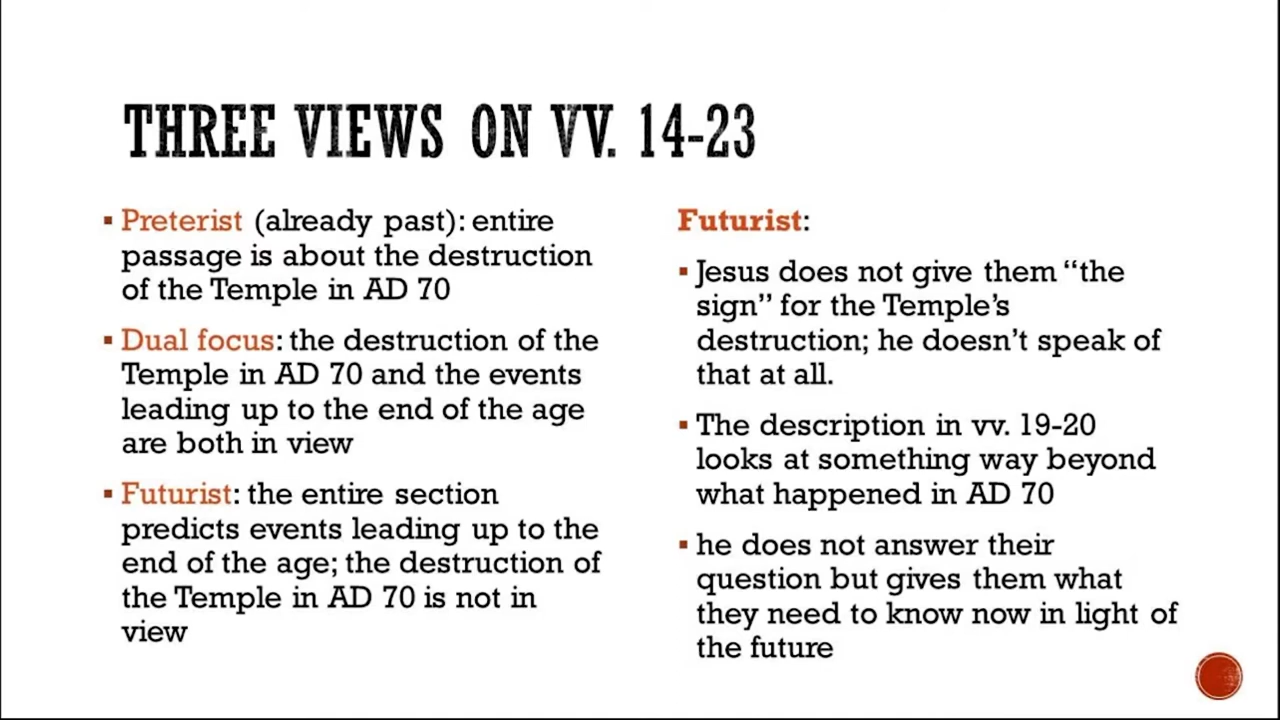 THREE VIEWS ON VV. 14-23
▪ Preterist (already past): entire
passage is about the destruction
of the Temple in AD 70
▪ Dual focus: the destruction of the
Temple in AD 70 and the events
leading up to the end of the age
are both in view
▪ Futurist: the entire section
predicts events leading up to the
end of the age; the destruction of
the Temple in AD 70 is not in
view
Futurist:
▪ Jesus does not give them “the
sign” for the Temple’s
destruction; he doesn’t speak of
that at all.
▪ The description in vv. 19-20
looks at something way beyond
what happened in AD 70
▪ he does not answer their
question but gives them what
they need to know now in light of
the future